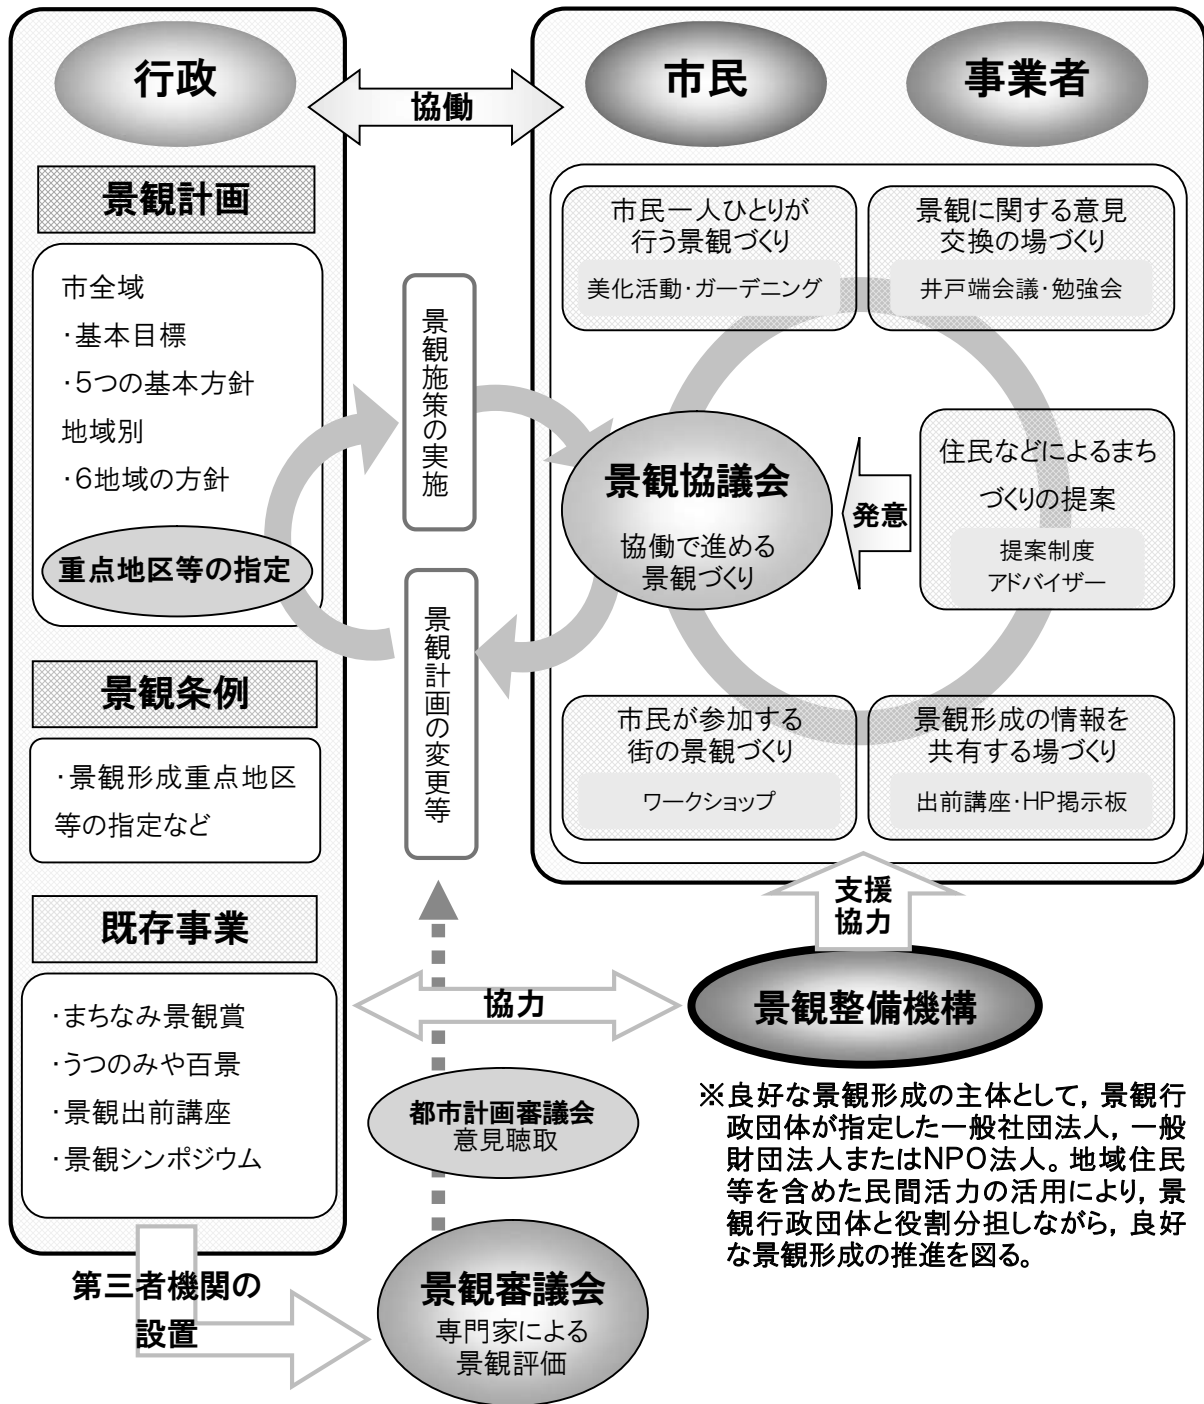 行政
協働
市民
事業者
景観計画
市全域
・基本目標
・5つの基本方針
地域別
・6地域の方針
重点地区等の指定
景観条例
・景観形成重点地区
等の指定など
既存事業
・まちなみ景観賞
・うつのみや百景
・景観出前講座
・景観シンポジウム
景観施策の実施
景観計画の変更等
市民一人ひとりが
行う景観づくり
美化活動・ガーデニング
景観に関する意見
交換の場づくり
井戸端会議・勉強会
景観協議会
協働で進める
景観づくり
発意
住民などによるまち
づくりの提案
提案制度
アドバイザー
市民が参加する
街の景観づくり
ワークショップ
景観形成の情報を
共有する場づくり
出前講座・HP掲示板
支援
協力
協力
景観整備機構
※良好な景観形成の主体として，景観行
政団体が指定した一般社団法人，一般
財団法人またはNPO法人。地域住民
等を含めた民間活力の活用により，景
観行政団体と役割分担しながら，良好
な景観形成の推進を図る。
都市計画審議会
意見聴取
第三者機関の
設置
景観審議会
専門家による
景観評価